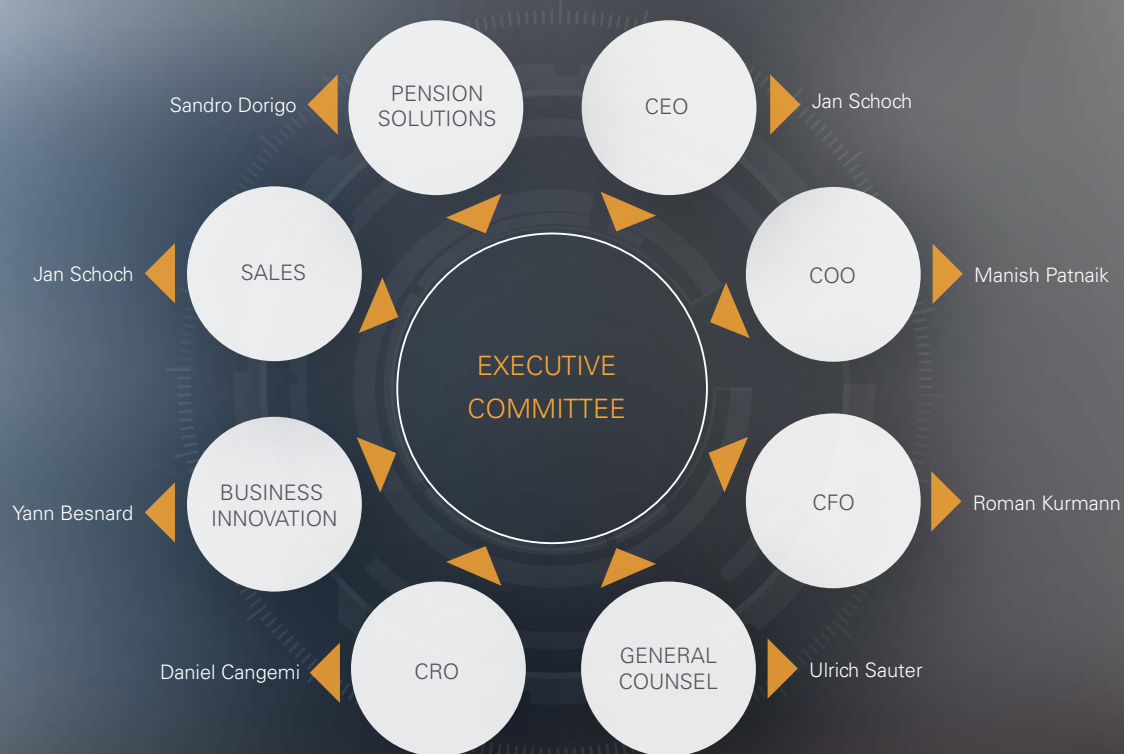 PENSION
SOLUTIONS
Sandro Dorigo
CEO
Jan Schoch
SALES
Jan Schoch
COO
Manish Patnaik
EXECUTIVE
COMMITTEE
BUSINESS
INNOVATION
Yann Besnard
CFO
Roman Kurmann
CRO
Daniel Cangemi
GENERAL
COUNSEL
Ulrich Sauter